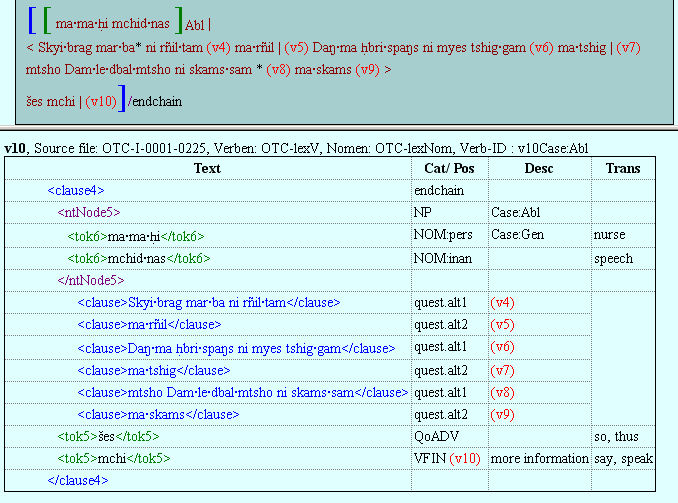 [ [ ma·ma·ḥi mchid·nas ]Abl |
< Skyi·brag mar·ba* ni rñil·tam (v4) ma·rñil | (v5) Daŋ·ma ḥbri·spaŋs ni myes tshig·gam (v6) ma·tshig | (v7)
mtsho Dam·le·dbal·mtsho ni skams·sam * (v8) ma·skams (v9) >
šes mchi | (v10)]/endchain
v10, Source file: OTC-I-0001-0225, Verben: OTC-lexV, Nomen: OTC-lexNom, Verb-ID : v10Case:Abl
Text Cat/ Pos Desc Trans
<clause4> endchain
<ntNode5> NP Case:Abl
<tok6>ma·ma·ḥi</tok6> NOM:pers Case:Gen nurse
<tok6>mchid·nas</tok6> NOM:inan speech
</ntNode5>
<clause>Skyi·brag mar·ba ni rñil·tam</clause> quest.alt1 (v4)
<clause>ma·rñil</clause> quest.alt2 (v5)
<clause>Daŋ·ma ḥbri·spaŋs ni myes tshig·gam</clause> quest.alt1 (v6)
<clause>ma·tshig</clause> quest.alt2 (v7)
<clause>mtsho Dam·le·dbal·mtsho ni skams·sam</clause> quest.alt1 (v8)
<clause>ma·skams</clause> quest.alt2 (v9)
<tok5>šes</tok5> QoADV so, thus
<tok5>mchi</tok5> VFIN (v10) more information say, speak
</clause4>